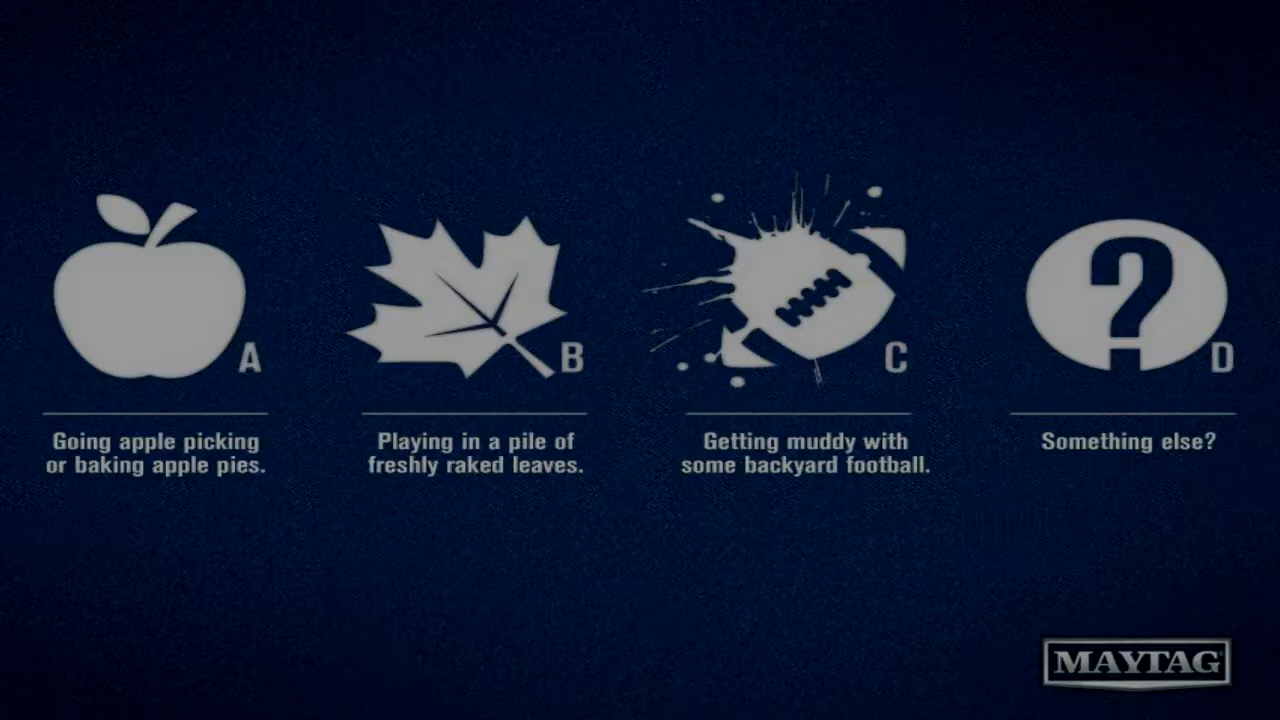 A
B
C
D
Going apple picking
or baking apple pies.
Playing in a pile of
freshly raked leaves.
Getting muddy with
some backyard football.
Something else?
MAYTAG